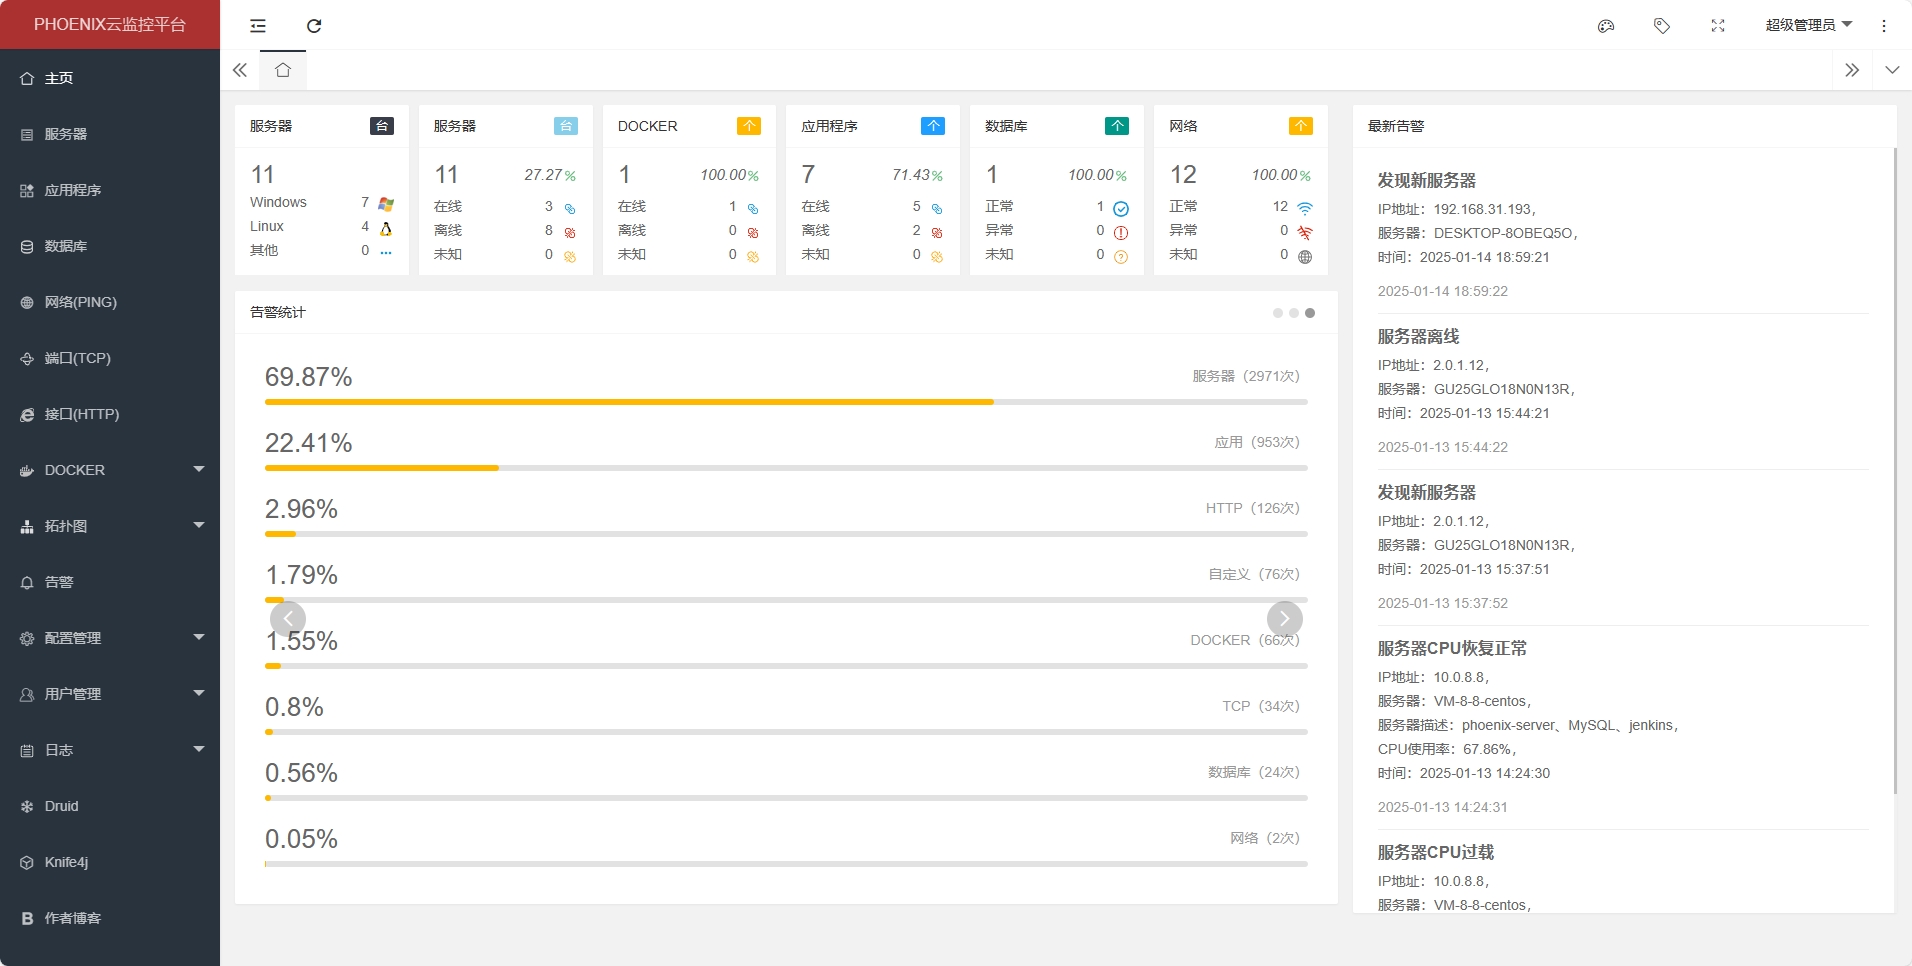 PHOENIX云监控平台
主页
服务器
应用程序
数据库
网络(PING)
端口(TCP)
接口(HTTP)
DOCKER
拓扑图
告警
配置管理
用户管理
日志
Druid
Knife4j
作者博客
超级管理员
服务器 台
11
Windows 7
Linux 4
其他 0
服务器 台
11 27.27%
在线 3
离线 8
未知 0
DOCKER 个
1 100.00%
在线 1
离线 0
未知 0
应用程序 个
7 71.43%
在线 5
离线 2
未知 0
数据库 个
1 100.00%
正常 1
异常 0
未知 0
网络 个
12 100.00%
正常 12
异常 0
未知 0
告警统计
69.87% 服务器（2971次）
22.41% 应用（953次）
2.96% HTTP（126次）
1.79% 自定义（76次）
1.55% DOCKER（66次）
0.8% TCP（34次）
0.56% 数据库（24次）
0.05% 网络（2次）
最新告警
发现新服务器
IP地址：192.168.31.193，
服务器：DESKTOP-8OBEQ5O，
时间：2025-01-14 18:59:21
2025-01-14 18:59:22
服务器离线
IP地址：2.0.1.12，
服务器：GU25GLO18N0N13R，
时间：2025-01-13 15:44:21
2025-01-13 15:44:22
发现新服务器
IP地址：2.0.1.12，
服务器：GU25GLO18N0N13R，
时间：2025-01-13 15:37:51
2025-01-13 15:37:52
服务器CPU恢复正常
IP地址：10.0.8.8，
服务器：VM-8-8-centos，
服务器描述：phoenix-server、MySQL、jenkins，
CPU使用率：67.86%，
时间：2025-01-13 14:24:30
2025-01-13 14:24:31
服务器CPU过载
IP地址：10.0.8.8，
服务器：VM-8-8-centos，